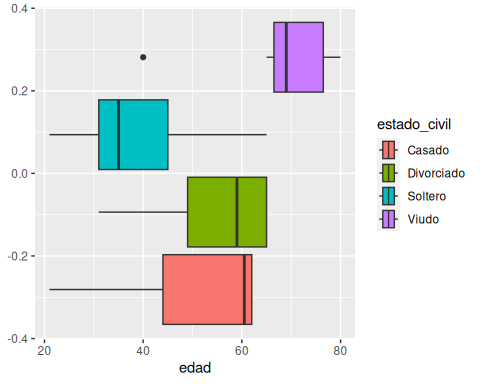 0.4
0.2
0.0
-0.2
-0.4
20 40 60 80
edad
estado_civil
Casado
Divorciado
Soltero
Viudo